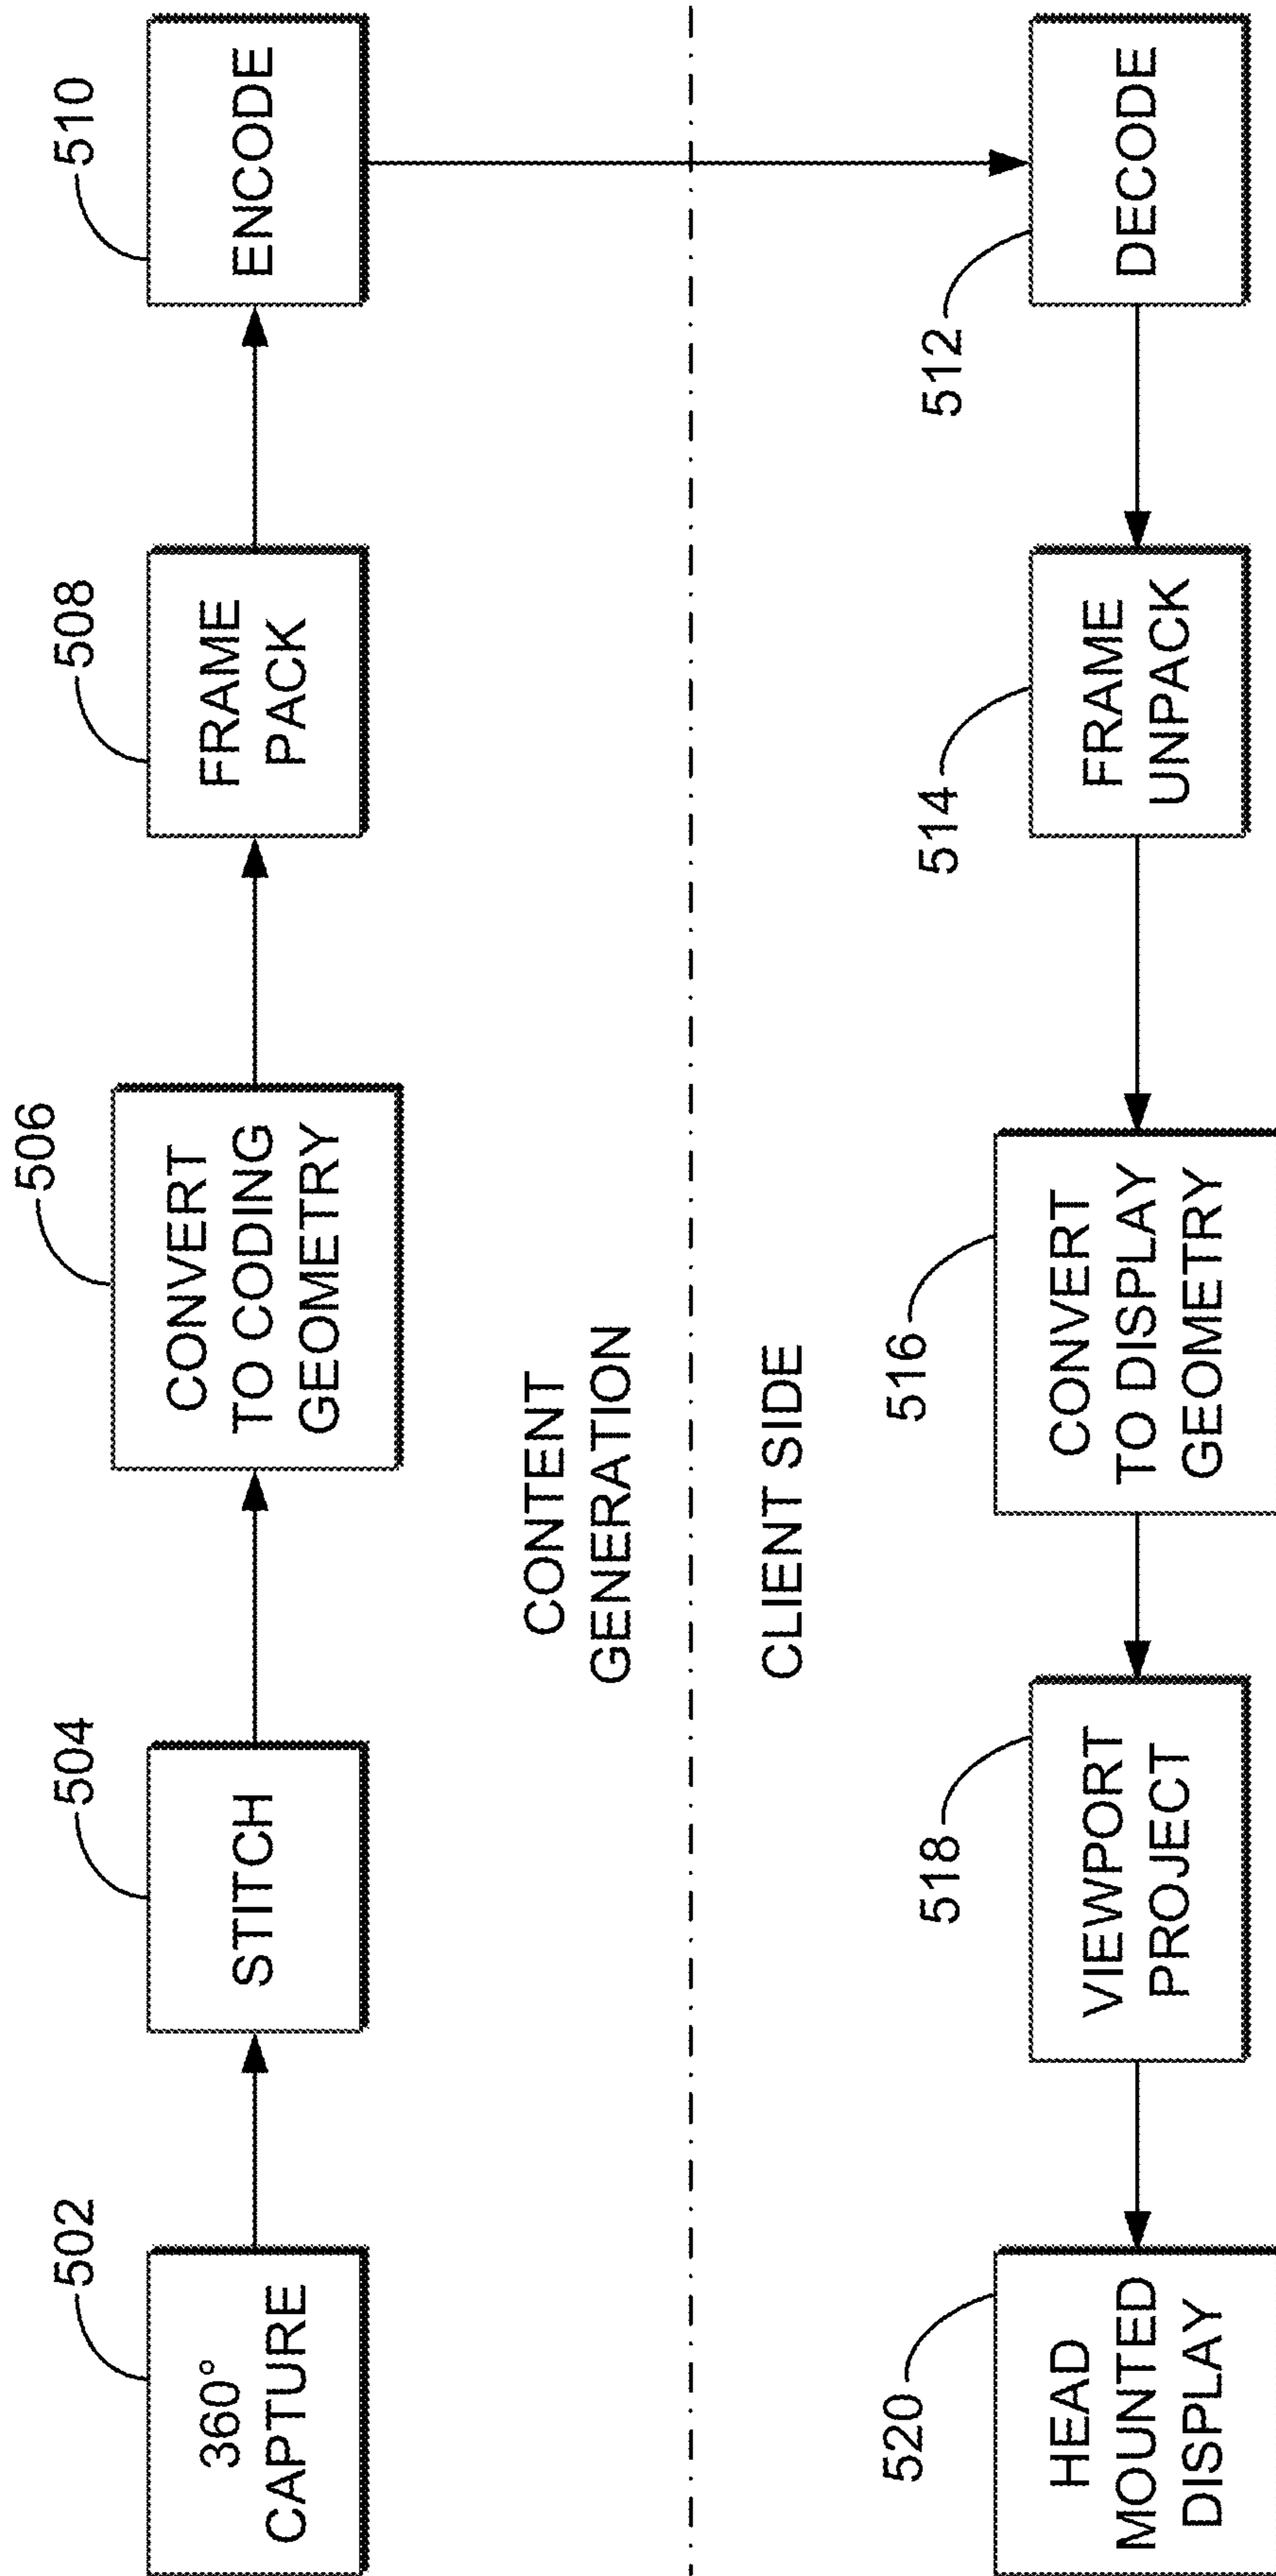 502
360°
CAPTURE
504
STITCH
506
CONVERT
TO CODING
GEOMETRY
508
FRAME
PACK
510
ENCODE
CONTENT
GENERATION
CLIENT SIDE
520
HEAD
MOUNTED
DISPLAY
518
VIEWPORT
PROJECT
516
CONVERT
TO DISPLAY
GEOMETRY
514
FRAME
UNPACK
512
DECODE